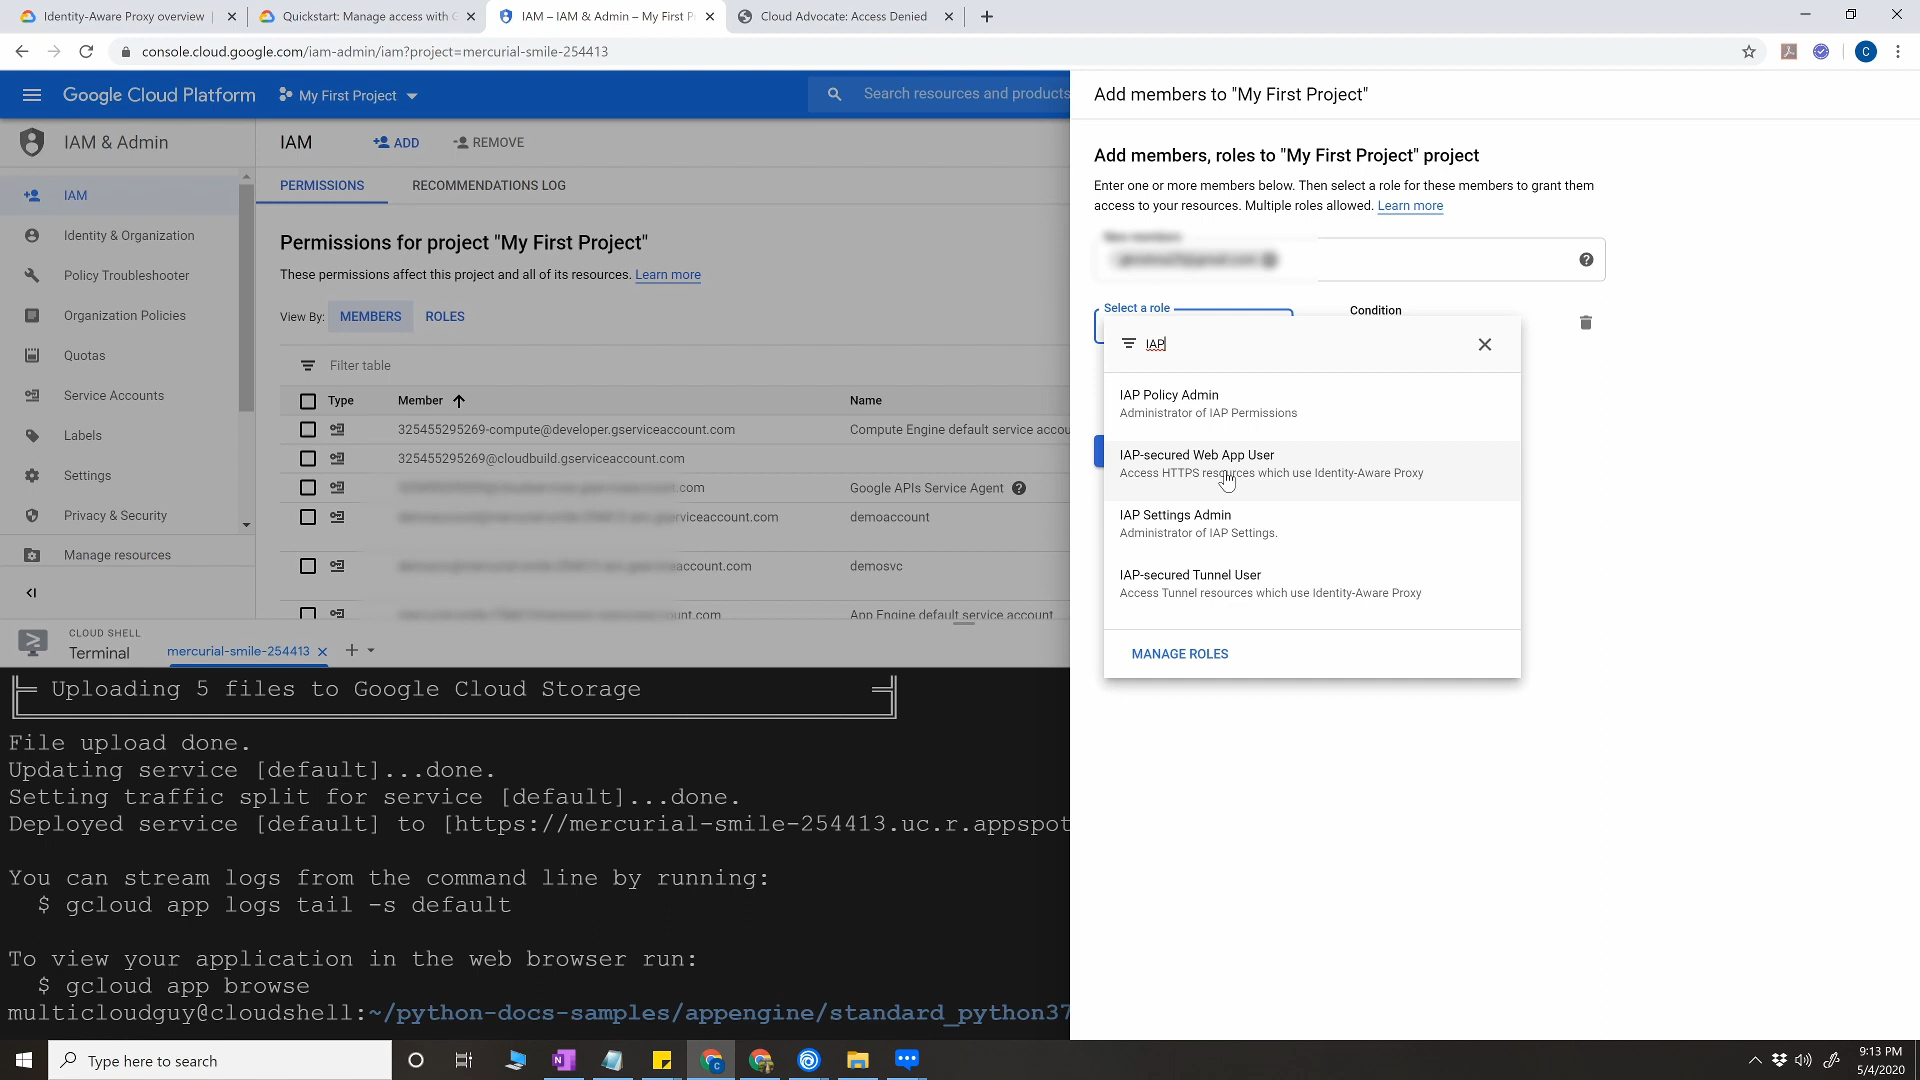 Identity-Aware Proxy overview
Quickstart: Manage access with G
IAM – IAM & Admin – My First P
Cloud Advocate: Access Denied
console.cloud.google.com/iam-admin/iam?project=mercurial-smile-254413
C
Google Cloud Platform
My First Project
Search resources and products
IAM & Admin
IAM
Identity & Organization
Policy Troubleshooter
Organization Policies
Quotas
Service Accounts
Labels
Settings
Privacy & Security
Manage resources
IAM
ADD
REMOVE
PERMISSIONS
RECOMMENDATIONS LOG
Permissions for project "My First Project"
These permissions affect this project and all of its resources. Learn more
View By: MEMBERS ROLES
Filter table
Type Member Name
325455295269-compute@developer.gserviceaccount.com Compute Engine default service accou
325455295269@cloudbuild.gserviceaccount.com
.com Google APIs Service Agent
erviceaccount.com demoaccount
account.com demosvc
unt.com App Engine default service account
Add members to "My First Project"
Add members, roles to "My First Project" project
Enter one or more members below. Then select a role for these members to grant them
access to your resources. Multiple roles allowed. Learn more
New members
Select a role
Condition
IAP
IAP Policy Admin
Administrator of IAP Permissions
IAP-secured Web App User
Access HTTPS resources which use Identity-Aware Proxy
IAP Settings Admin
Administrator of IAP Settings.
IAP-secured Tunnel User
Access Tunnel resources which use Identity-Aware Proxy
MANAGE ROLES
CLOUD SHELL
Terminal
mercurial-smile-254413
Uploading 5 files to Google Cloud Storage
File upload done.
Updating service [default]...done.
Setting traffic split for service [default]...done.
Deployed service [default] to [https://mercurial-smile-254413.uc.r.appspot
You can stream logs from the command line by running:
$ gcloud app logs tail -s default
To view your application in the web browser run:
$ gcloud app browse
multicloudguy@cloudshell:~/python-docs-samples/appengine/standard_python37
Type here to search
9:13 PM
5/4/2020